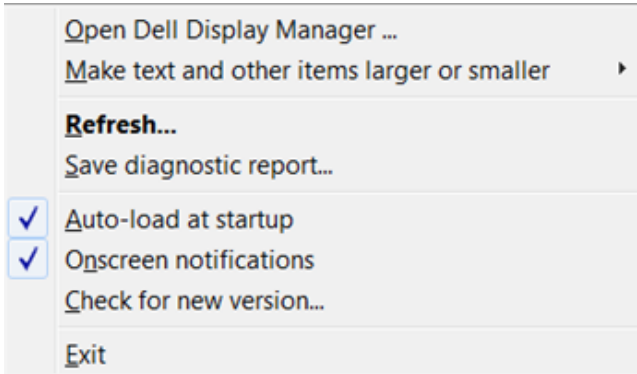 Open Dell Display Manager ...
Make text and other items larger or smaller
Refresh...
Save diagnostic report...
Auto-load at startup
Onscreen notifications
Check for new version...
Exit